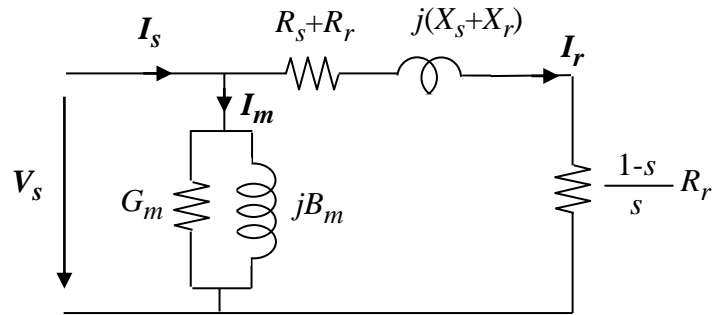 I_s
R_s+R_r
j(X_s+X_r)
I_r
I_m
V_s
G_m
jB_m
1-s
s
R_r